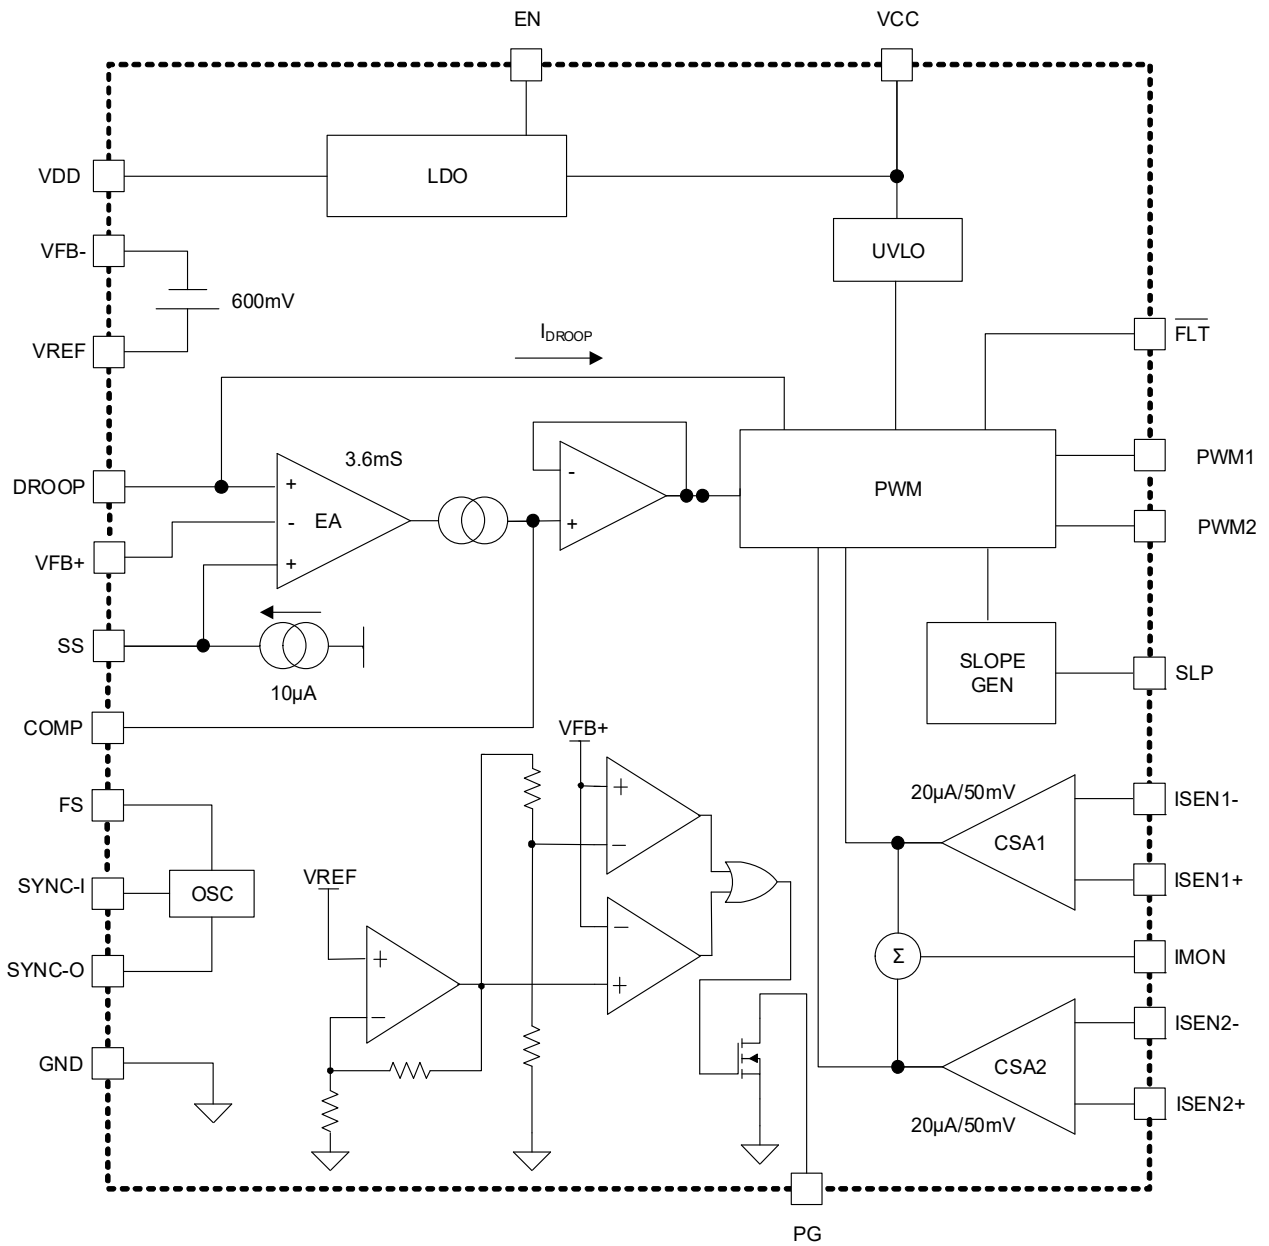 EN
VCC
VDD
LDO
VFB-
UVLO
600mV
FLT
VREF
IDROOP
3.6mS
PWM1
DROOP
+
-
PWM
-
EA
+
PWM2
VFB+
+
SS
SLOPE
GEN
SLP
10µA
COMP
VFB+
FS
+
20µA/50mV
ISEN1-
CSA1
−
VREF
SYNC-I
OSC
ISEN1+
−
+
SYNC-O
Σ
IMON
+
−
ISEN2-
GND
CSA2
ISEN2+
20µA/50mV
PG